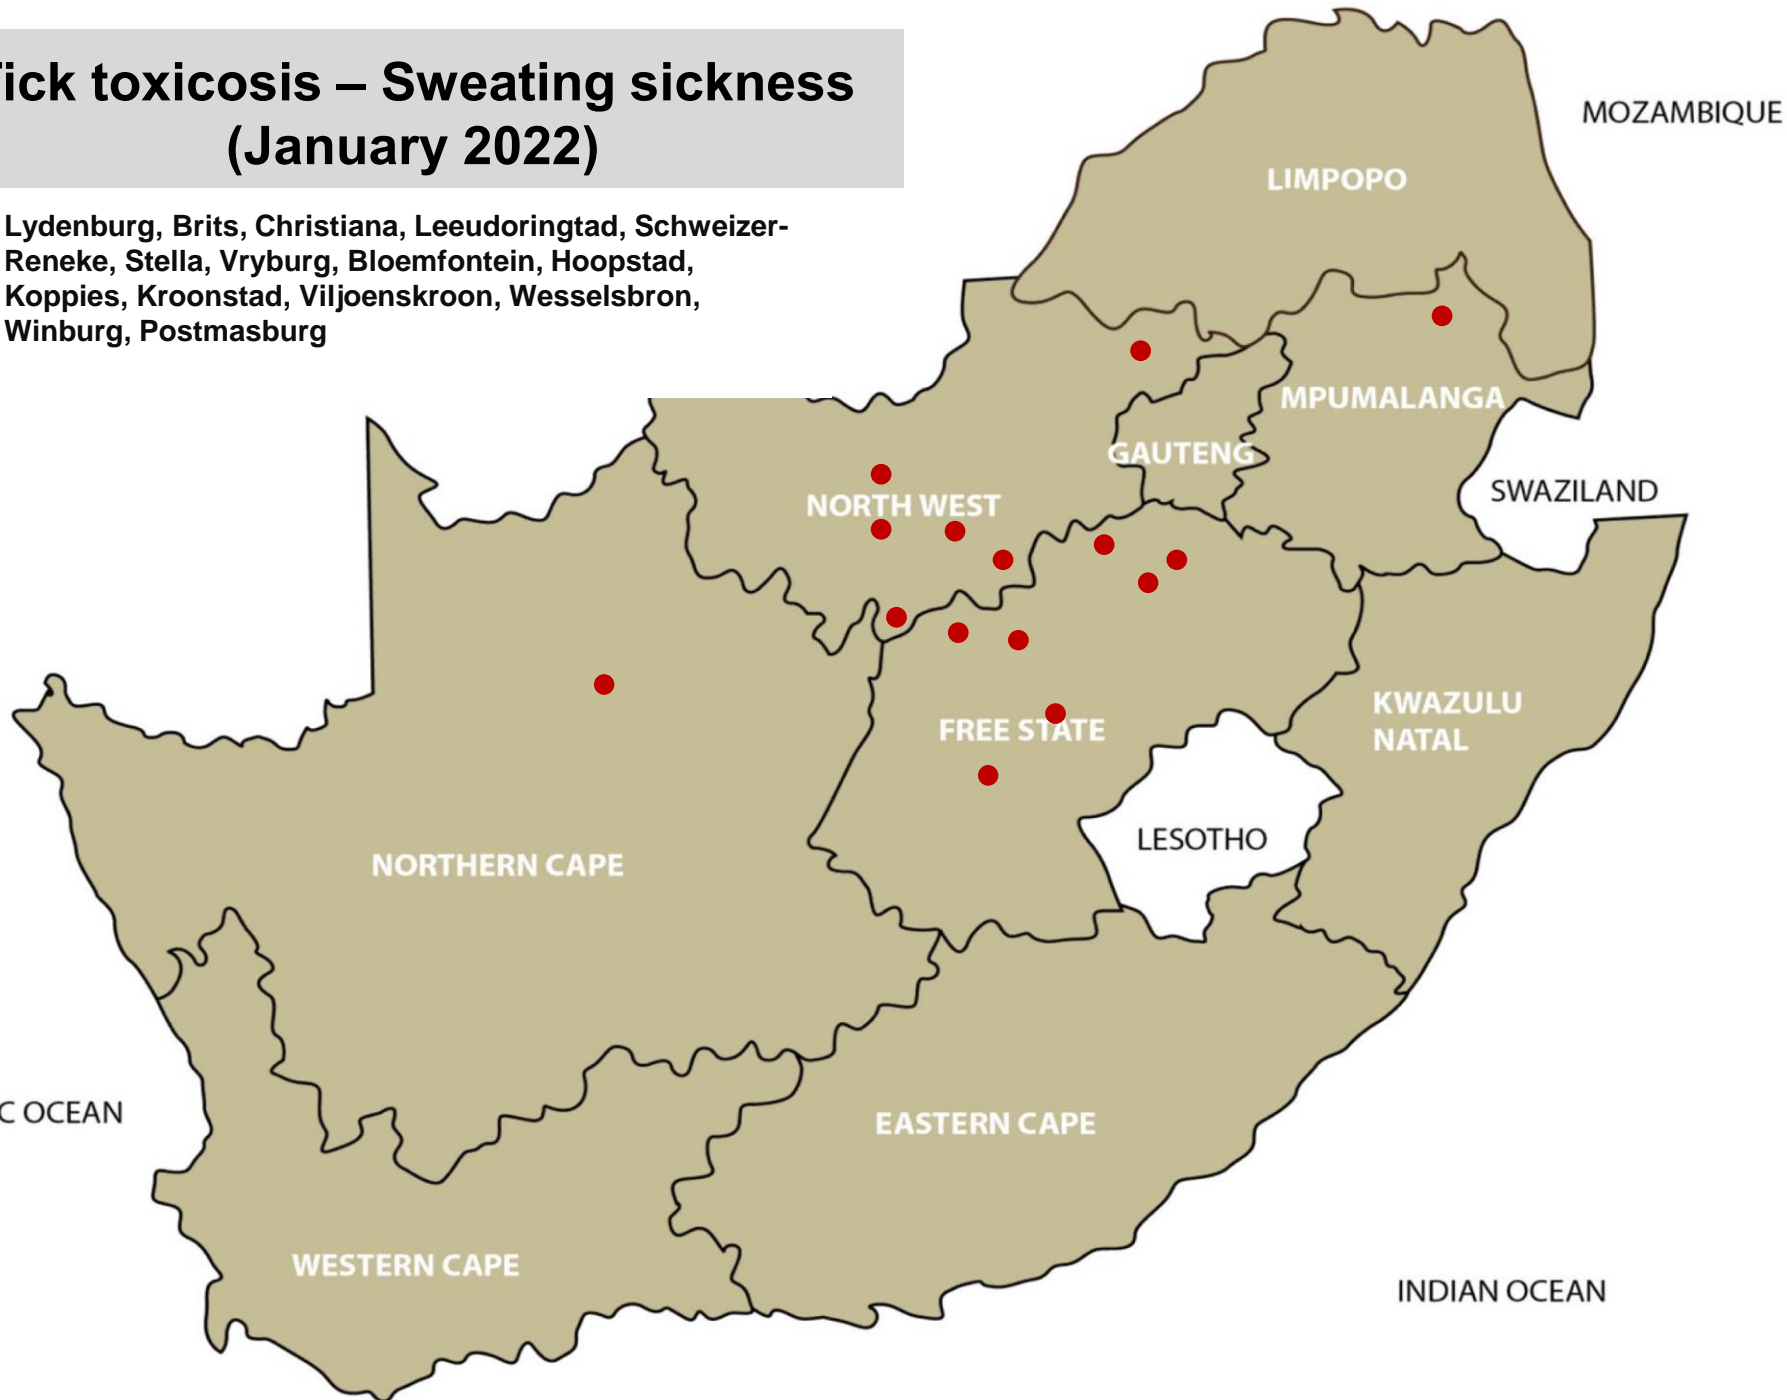 ick toxicosis – Sweating sickness
(January 2022)
Lydenburg, Brits, Christiana, Leeudoringtad, Schweizer-
Reneke, Stella, Vryburg, Bloemfontein, Hoopstad,
Koppies, Kroonstad, Viljoenskroon, Wesselsbron,
Winburg, Postmasburg
MOZAMBIQUE
LIMPOPO
MPUMALANGA
GAUTENG
SWAZILAND
NORTH WEST
KWAZULU
NATAL
FREE STATE
LESOTHO
NORTHERN CAPE
C OCEAN
EASTERN CAPE
WESTERN CAPE
INDIAN OCEAN